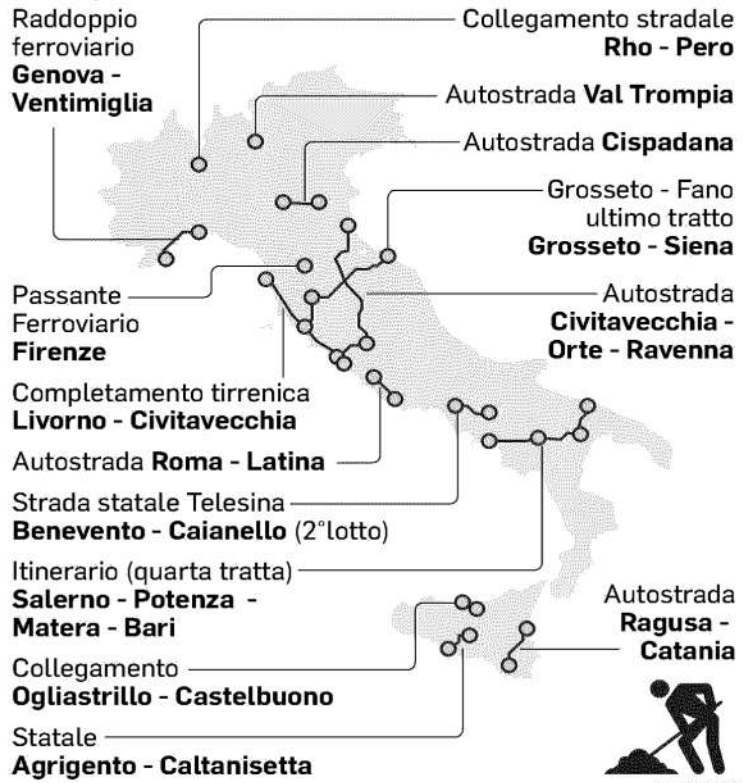 Raddoppio
ferroviario
Genova -
Ventimiglia
Collegamento stradale
Rho - Pero
Autostrada Val Trompia
Autostrada Cispadana
Grosseto - Fano
ultimo tratto
Grosseto - Siena
Autostrada
Civitavecchia -
Orte - Ravenna
Passante
Ferroviario
Firenze
Completamento tirrenica
Livorno - Civitavecchia
Autostrada Roma - Latina
Strada statale Telesina
Benevento - Caianello (2°lotto)
Itinerario (quarta tratta)
Salerno - Potenza -
Matera - Bari
Autostrada
Ragusa -
Catania
Collegamento
Ogliastrillo - Castelbuono
Statale
Agrigento - Caltanisetta